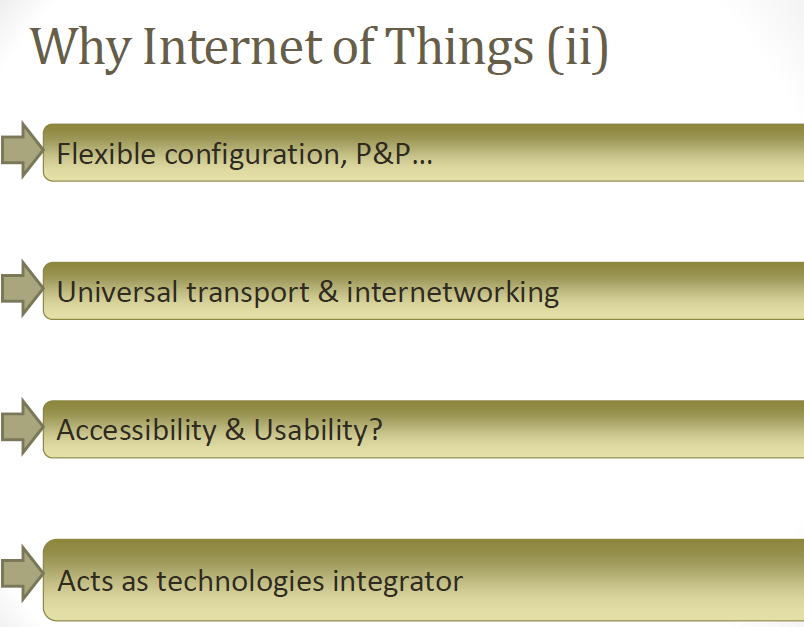 Why Internet of Things (ii)
Flexible configuration, P&P...
Universal transport & internetworking
Accessibility & Usability?
Acts as technologies integrator